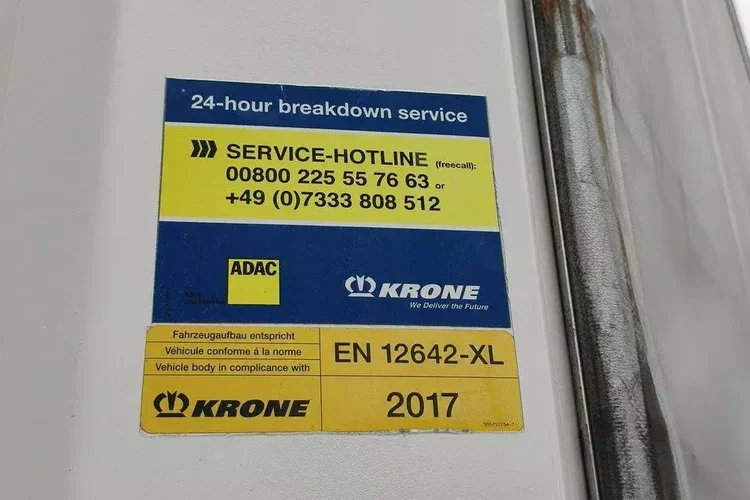 24-hour breakdown service
SERVICE-HOTLINE (freecall):
00800 225 55 76 63 or
+49 (0)7333 808 512
ADAC
KRONE
We Deliver the Future
Fahrzeugaufbau entspricht
Véhicule conforme á la norme
Vehicle body in complicance with
EN 12642-XL
KRONE
2017